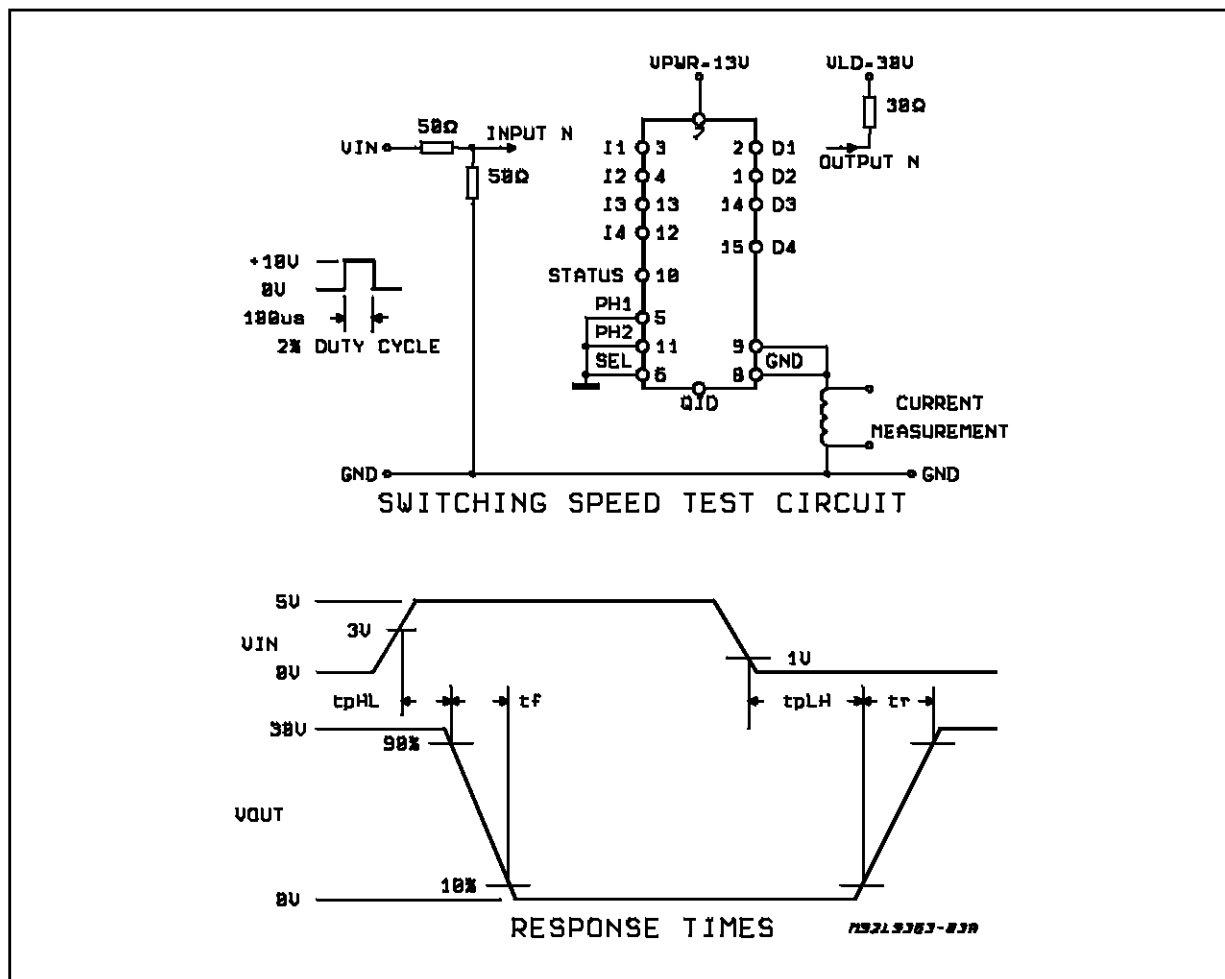 VPWR-13V
VLD-30V
30Ω
50Ω
INPUT N
VIN
50Ω
OUTPUT N
I1 3
2 D1
I2 4
1 D2
I3 13
14 D3
I4 12
15 D4
STATUS 10
+10V
0V
100us
2% DUTY CYCLE
PH1
5
PH2
11
9
SEL
GND
6
8
QID
CURRENT
MEASUREMENT
GND
GND
SWITCHING SPEED TEST CIRCUIT
5V
3V
VIN
1V
0V
tpHL
tf
tpLH
tr
30V
90%
VOUT
10%
0V
RESPONSE TIMES
M92L9363-03A